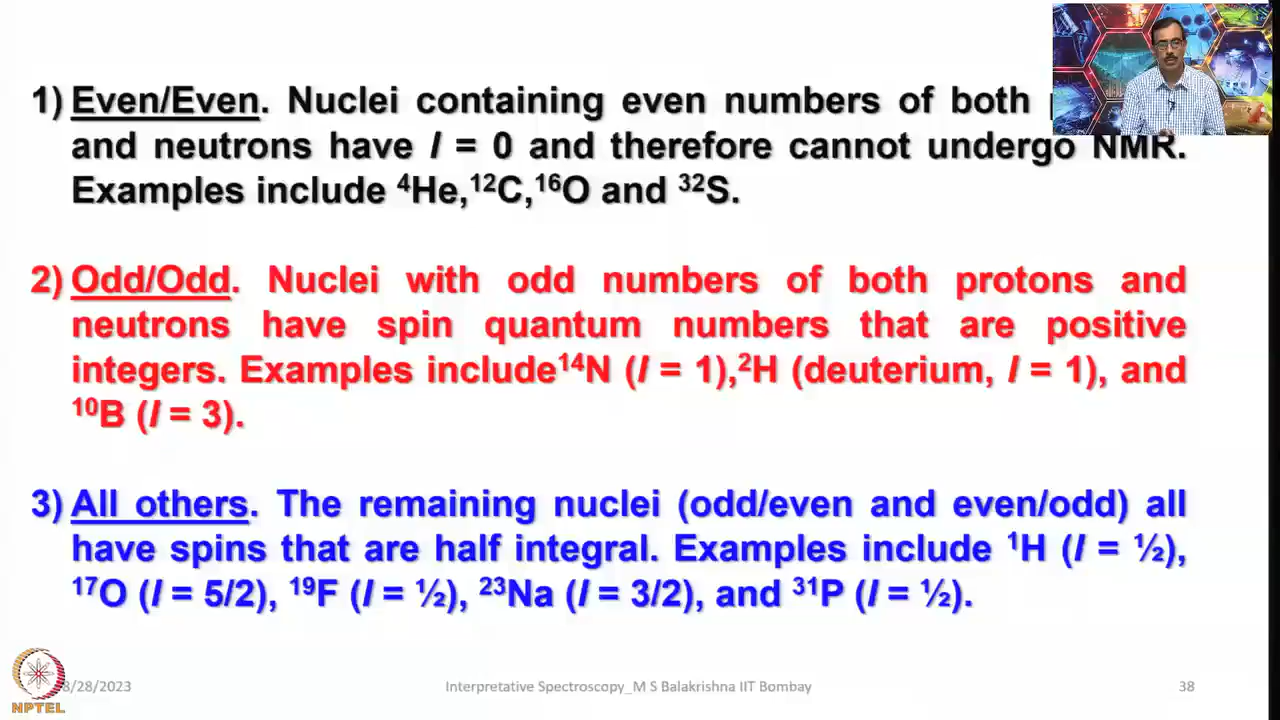 1) Even/Even. Nuclei containing even numbers of both
and neutrons have I = 0 and therefore cannot undergo NMR.
Examples include ⁴He,¹²C,¹⁶O and ³²S.
2) Odd/Odd. Nuclei with odd numbers of both protons and
neutrons have spin quantum numbers that are positive
integers. Examples include¹⁴N (I = 1),²H (deuterium, I = 1), and
¹⁰B (I = 3).
3) All others. The remaining nuclei (odd/even and even/odd) all
have spins that are half integral. Examples include ¹H (I = ½),
¹⁷O (I = 5/2), ¹⁹F (I = ½), ²³Na (I = 3/2), and ³¹P (I = ½).
8/28/2023
Interpretative Spectroscopy_M S Balakrishna IIT Bombay
38
NPTEL